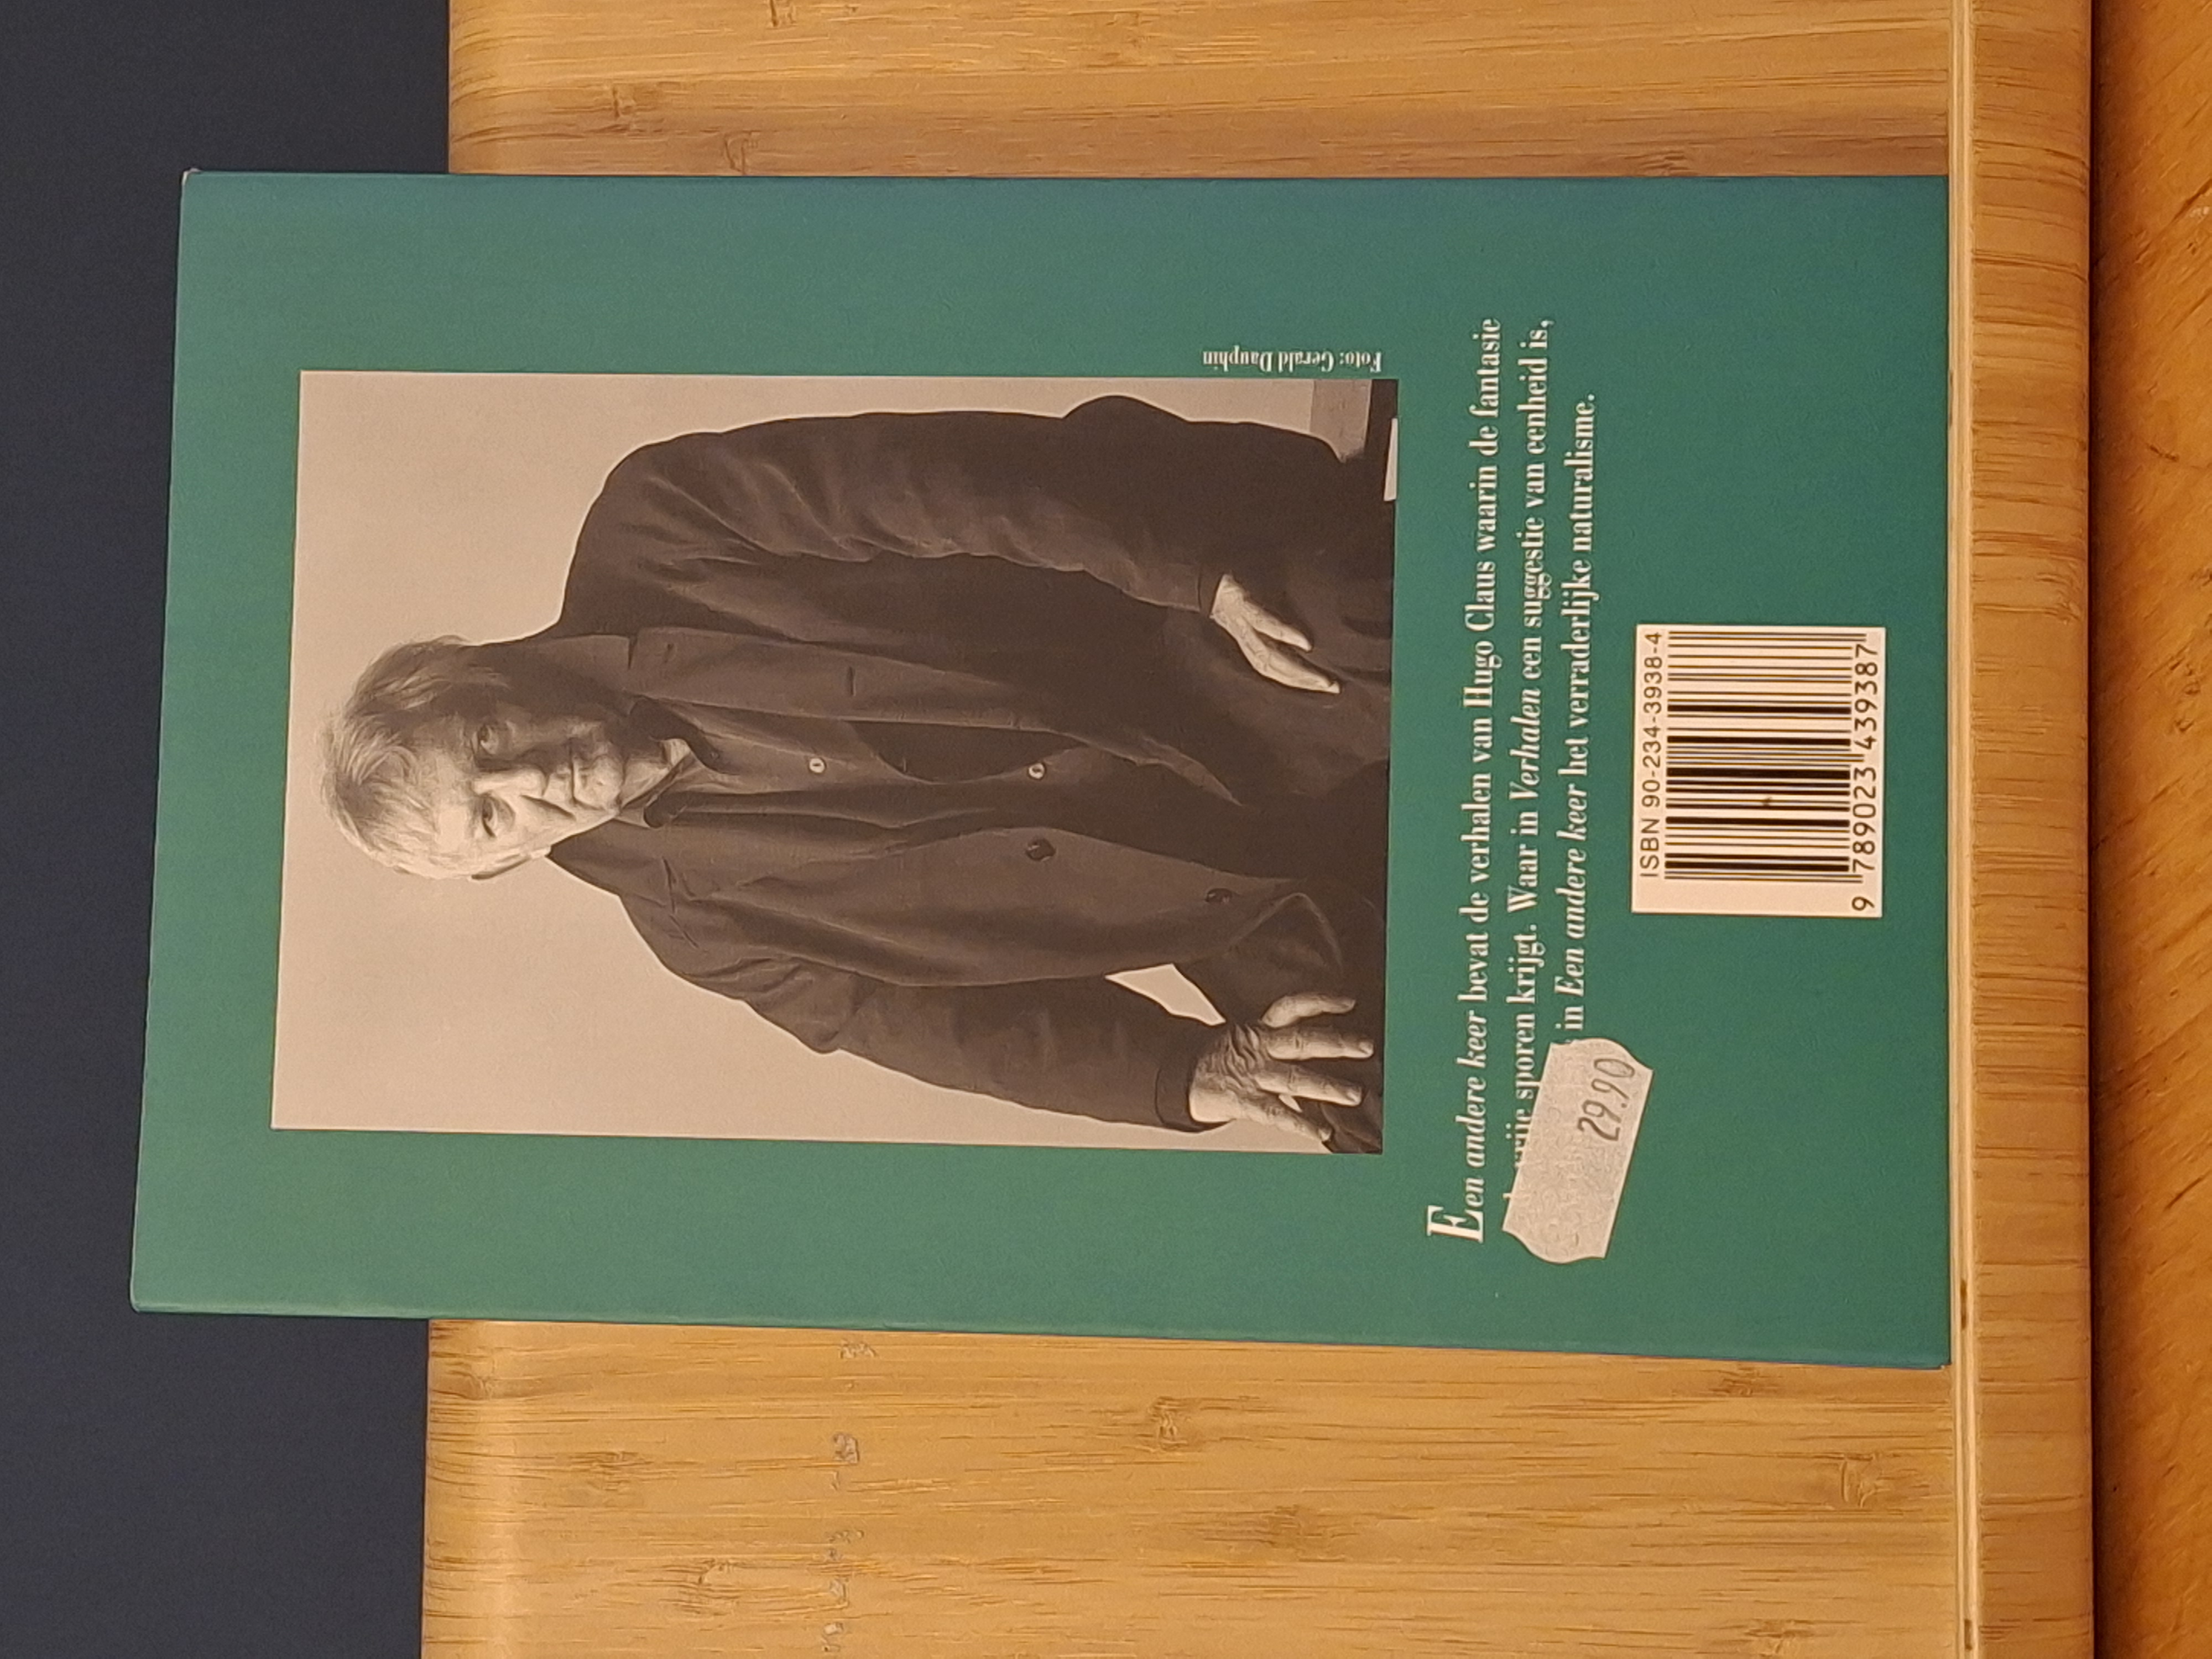 Foto: Gerald Dauphin
Een andere keer bevat de verhalen van Hugo Claus waarin de fantasie
sporen krijgt. Waar in Verhalen een suggestie van eenheid is,
in Een andere keer het verraderlijke naturalisme.
29.90
ISBN 90-234-3938-4
9 789023 439387